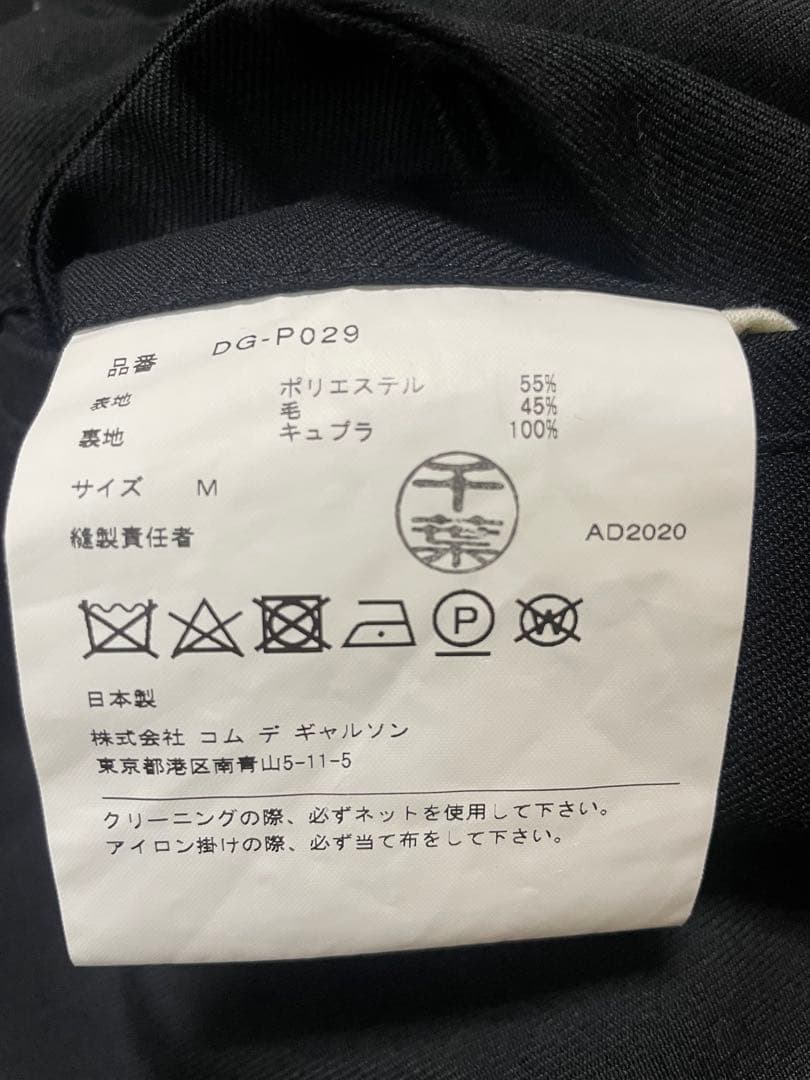 品番 DG-P029
表地 ポリエステル 55%
毛 45%
裏地 キュプラ 100%
サイズ M
縫製責任者 千葉 AD2020
P W
日本製
株式会社 コム デ ギャルソン
東京都港区南青山5-11-5
クリーニングの際、必ずネットを使用して下さい。
アイロン掛けの際、必ず当て布をして下さい。